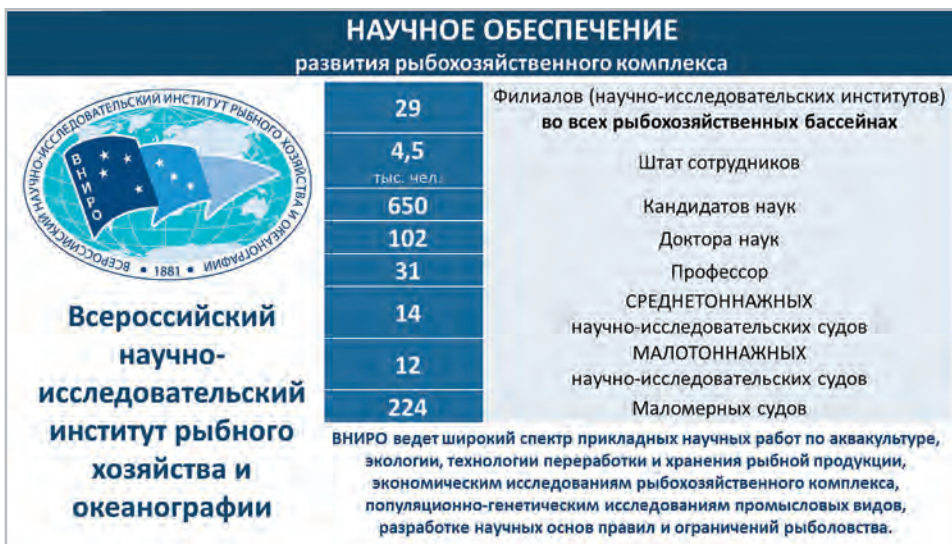 НАУЧНОЕ ОБЕСПЕЧЕНИЕ
развития рыбохозяйственного комплекса
ВСЕРОССИЙСКИЙ НАУЧНО-ИССЛЕДОВАТЕЛЬСКИЙ ИНСТИТУТ РЫБНОГО ХОЗЯЙСТВА И ОКЕАНОГРАФИИ
• 1881 •
ВНИРО
Всероссийский
научно-
исследовательский
институт рыбного
хозяйства и
океанографии
29
Филиалов (научно-исследовательских институтов)
во всех рыбохозяйственных бассейнах
4,5
тыс. чел.
Штат сотрудников
650
Кандидатов наук
102
Доктора наук
31
Профессор
14
СРЕДНЕТОННАЖНЫХ
научно-исследовательских судов
12
МАЛОТОННАЖНЫХ
научно-исследовательских судов
224
Маломерных судов
ВНИРО ведет широкий спектр прикладных научных работ по аквакультуре,
экологии, технологии переработки и хранения рыбной продукции,
экономическим исследованиям рыбохозяйственного комплекса,
популяционно-генетическим исследованиям промысловых видов,
разработке научных основ правил и ограничений рыболовства.